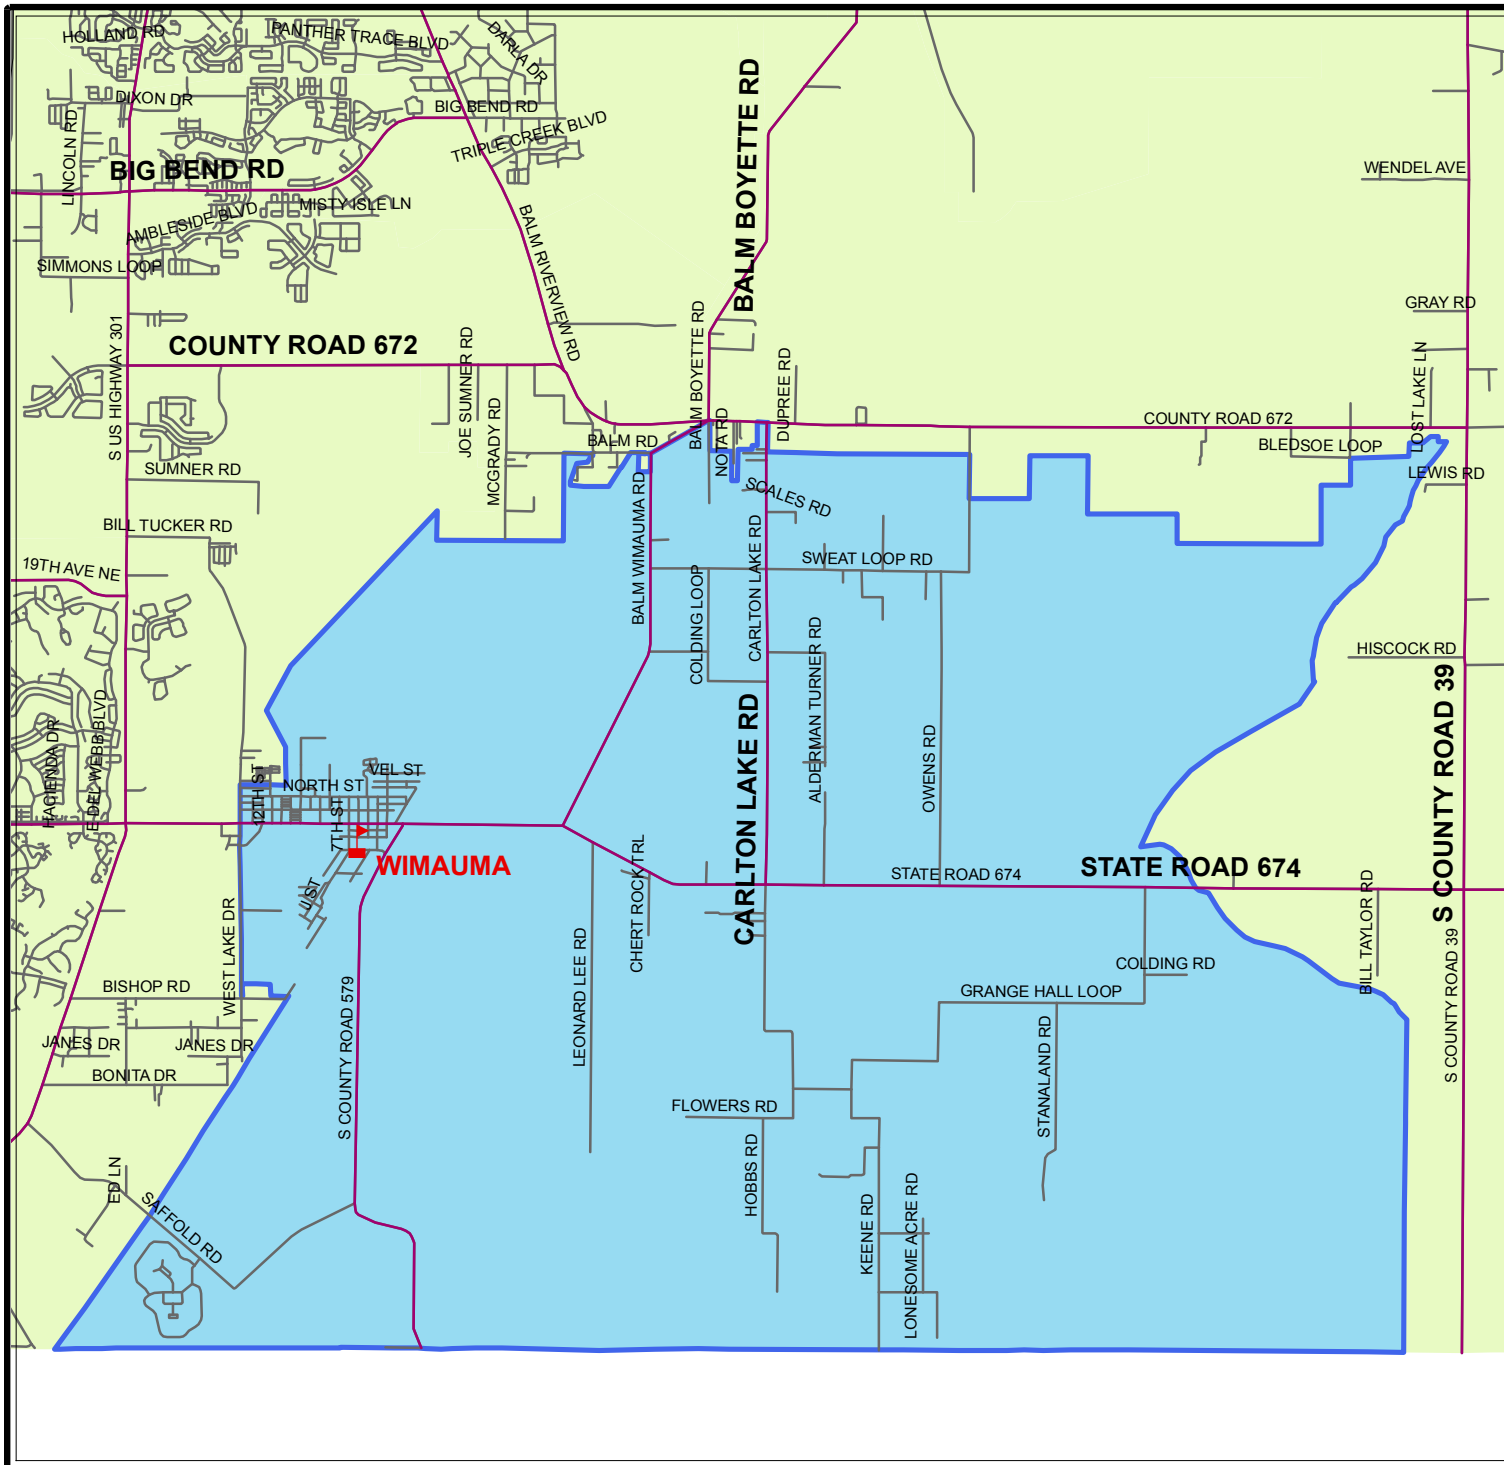 HOLLAND RD
PANTHER TRACE BLVD
DARLA DR
DIXON DR
BIG BEND RD
TRIPLE CREEK BLVD
LINCOLN RD
BIG BEND RD
MISTY ISLE LN
AMBLESIDE BLVD
SIMMONS LOOP
BALM RIVERVIEW RD
BALM BOYETTE RD
WENDEL AVE
GRAY RD
S US HIGHWAY 301
COUNTY ROAD 672
JOE SUMNER RD
BALM BOYETTE RD
DUPREE RD
LOST LAKE LN
MCGRADY RD
BALM RD
NOTA RD
COUNTY ROAD 672
BLEDSOE LOOP
LEWIS RD
SUMNER RD
SCALES RD
BILL TUCKER RD
BALM WIMAUMA RD
CARLTON LAKE RD
SWEAT LOOP RD
19TH AVE NE
COLDING LOOP
ALDERMAN TURNER RD
HISCOCK RD
HACIENDA DR
E DEL WEBB BLVD
12TH ST
NORTH ST
VEL ST
7TH ST
CARLTON LAKE RD
OWENS RD
S COUNTY ROAD 39
WIMAUMA
CHERT ROCK TRL
STATE ROAD 674
STATE ROAD 674
J ST
WEST LAKE DR
LEONARD LEE RD
BILL TAYLOR RD
COLDING RD
BISHOP RD
GRANGE HALL LOOP
S COUNTY ROAD 579
S COUNTY ROAD 39
JANES DR
JANES DR
STANALAND RD
BONITA DR
FLOWERS RD
HOBBS RD
ED LN
SAFFOLD RD
KEENE RD
LONESOME ACRE RD